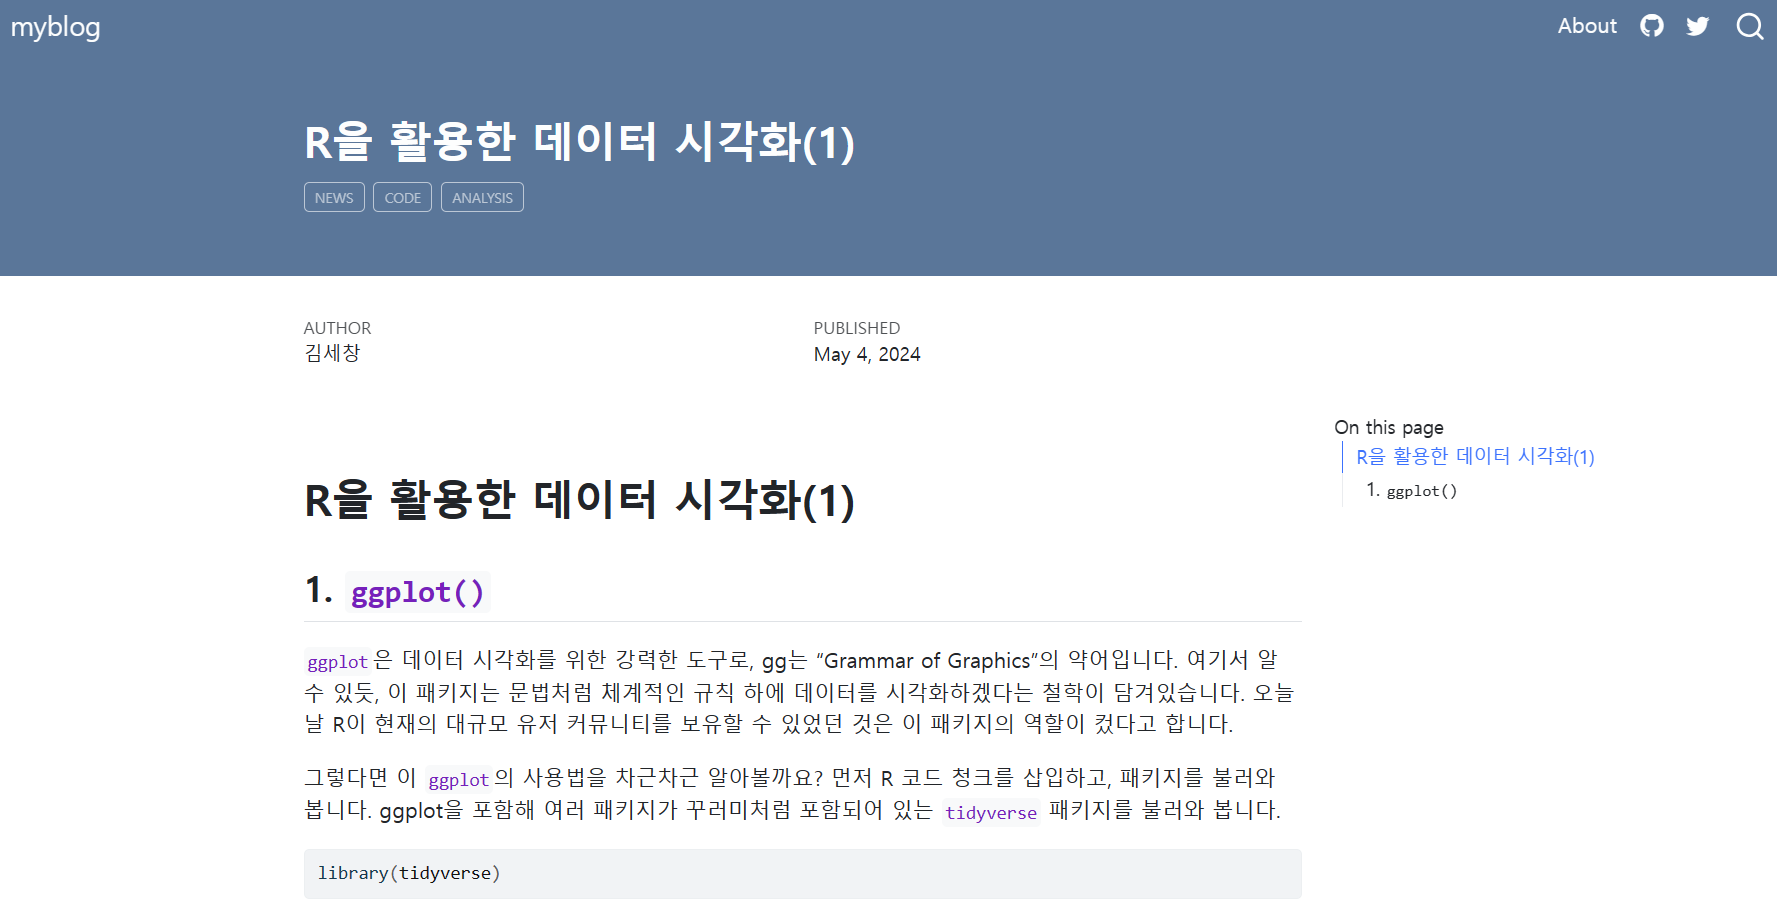 myblog
About
R을 활용한 데이터 시각화(1)
NEWS CODE ANALYSIS
AUTHOR
김세창
PUBLISHED
May 4, 2024
On this page
R을 활용한 데이터 시각화(1)
1. ggplot()
R을 활용한 데이터 시각화(1)
1. ggplot()
ggplot은 데이터 시각화를 위한 강력한 도구로, gg는 “Grammar of Graphics”의 약어입니다. 여기서 알
수 있듯, 이 패키지는 문법처럼 체계적인 규칙 하에 데이터를 시각화하겠다는 철학이 담겨있습니다. 오늘
날 R이 현재의 대규모 유저 커뮤니티를 보유할 수 있었던 것은 이 패키지의 역할이 컸다고 합니다.
그렇다면 이 ggplot의 사용법을 차근차근 알아볼까요? 먼저 R 코드 청크를 삽입하고, 패키지를 불러와
봅니다. ggplot을 포함해 여러 패키지가 꾸러미처럼 포함되어 있는 tidyverse 패키지를 불러와 봅니다.
library(tidyverse)